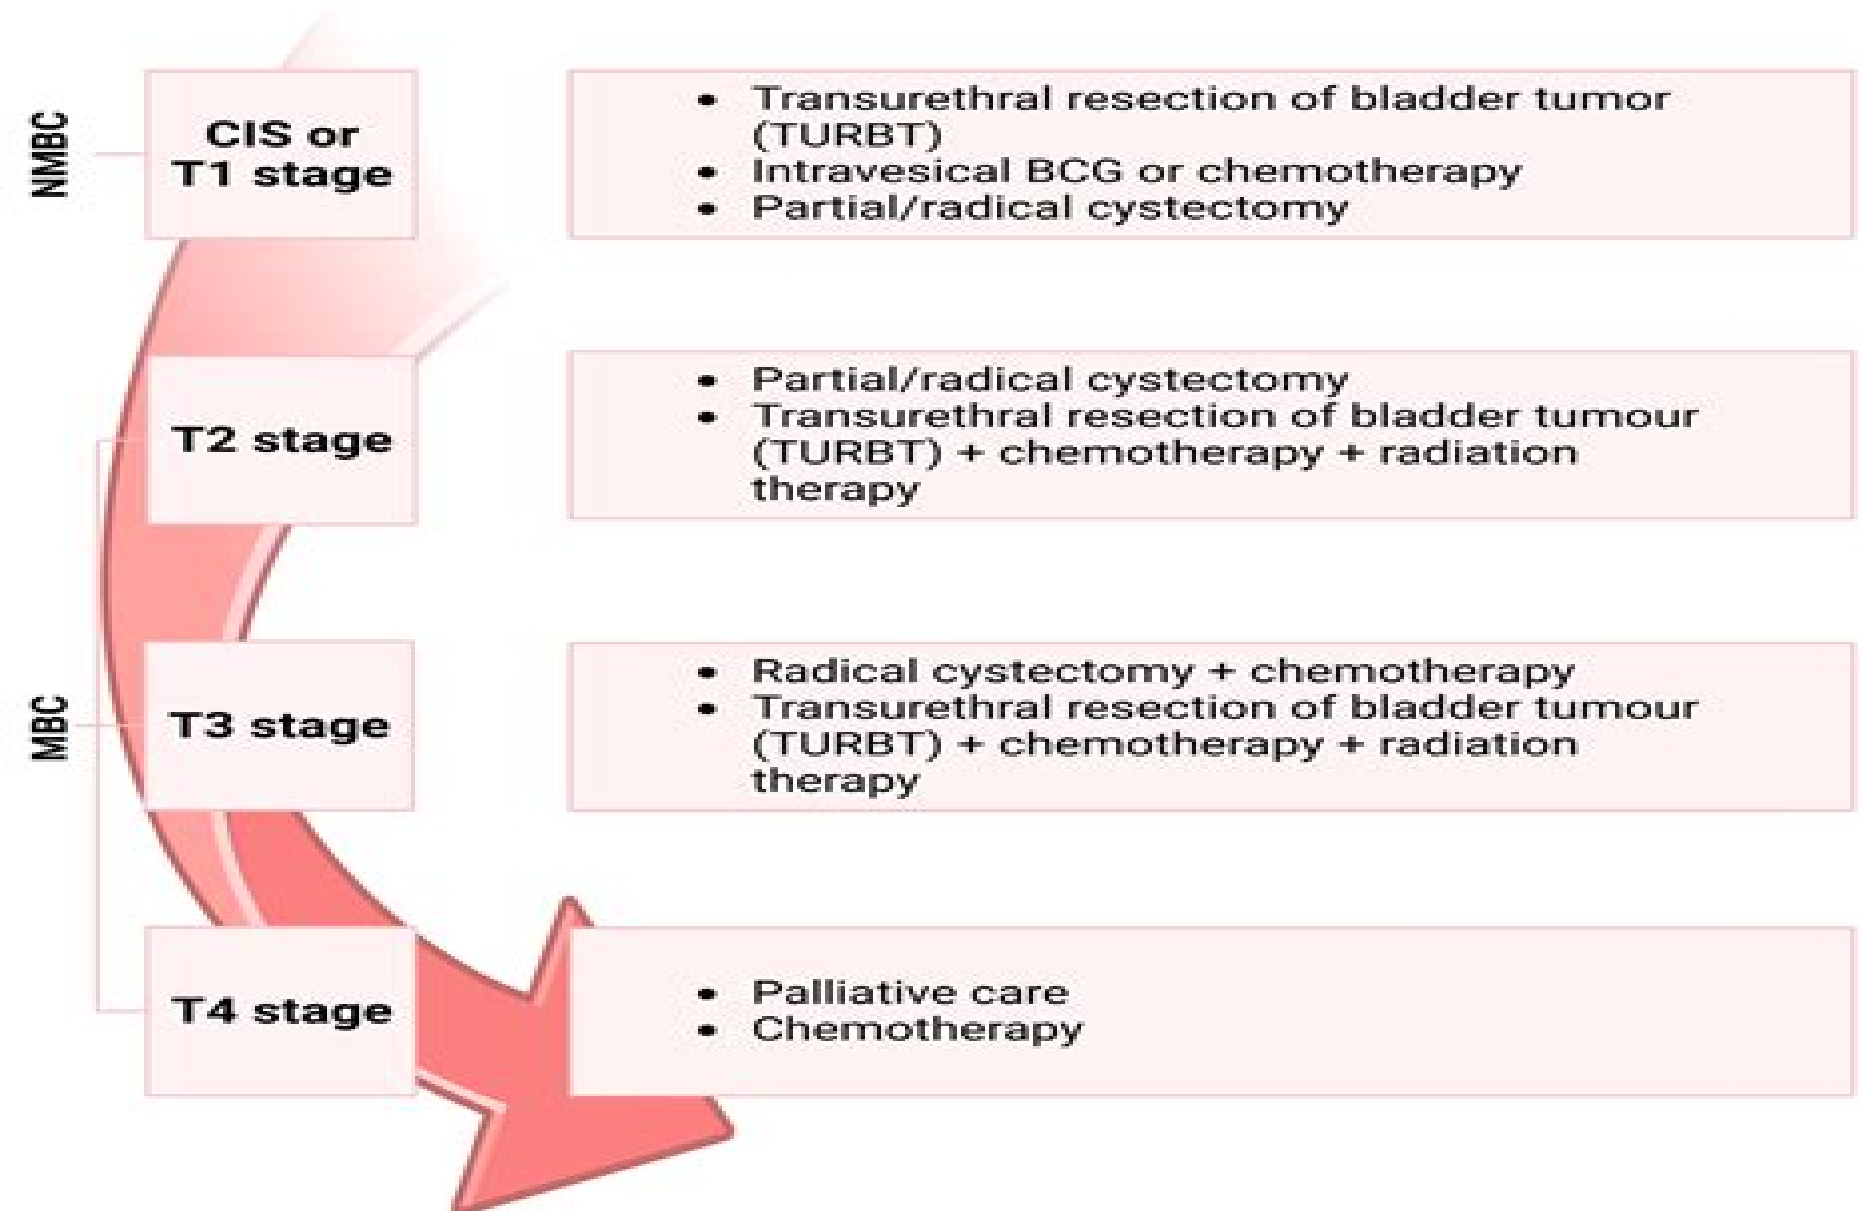 NMBC
CIS or
T1 stage
• Transurethral resection of bladder tumor
(TURBT)
• Intravesical BCG or chemotherapy
• Partial/radical cystectomy
T2 stage
• Partial/radical cystectomy
• Transurethral resection of bladder tumour
(TURBT) + chemotherapy + radiation
therapy
MBC
T3 stage
• Radical cystectomy + chemotherapy
• Transurethral resection of bladder tumour
(TURBT) + chemotherapy + radiation
therapy
T4 stage
• Palliative care
• Chemotherapy